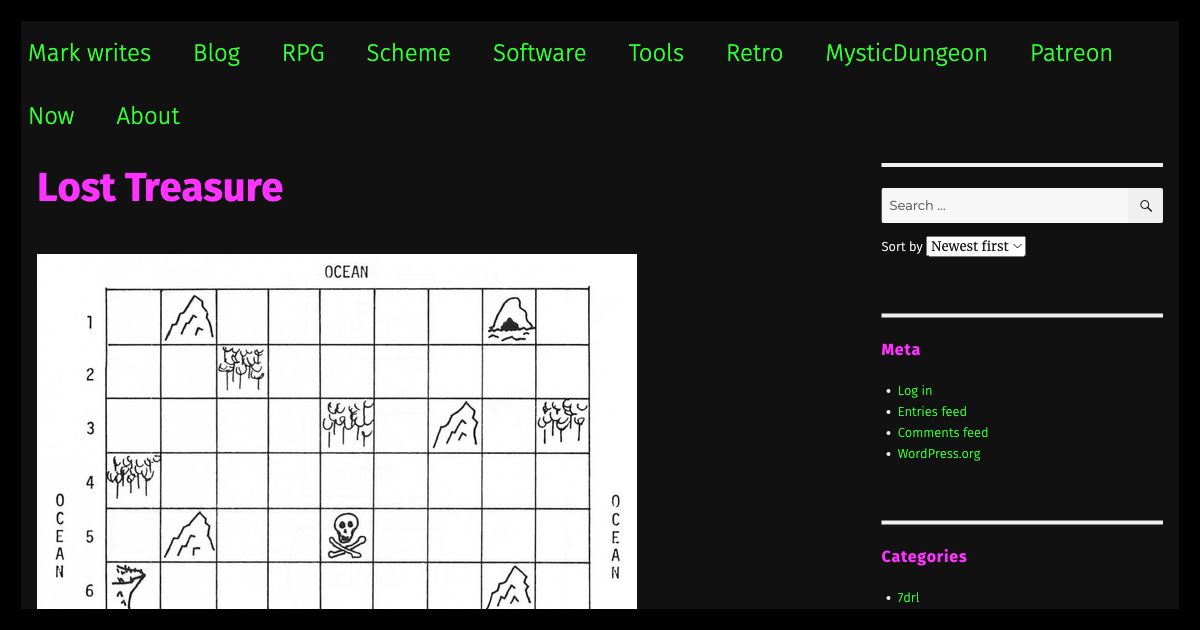 Mark writes Blog RPG Scheme Software Tools Retro MysticDungeon Patreon
Now About
Lost Treasure
OCEAN
1
2
3
4
5
6
OCEAN
OCEAN
Search ...
Sort by Newest first
Meta
Log in
Entries feed
Comments feed
WordPress.org
Categories
7drl